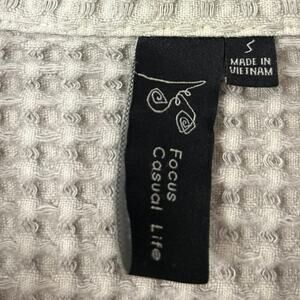 S
MADE IN
VIETNAM
Focus
Casual Life